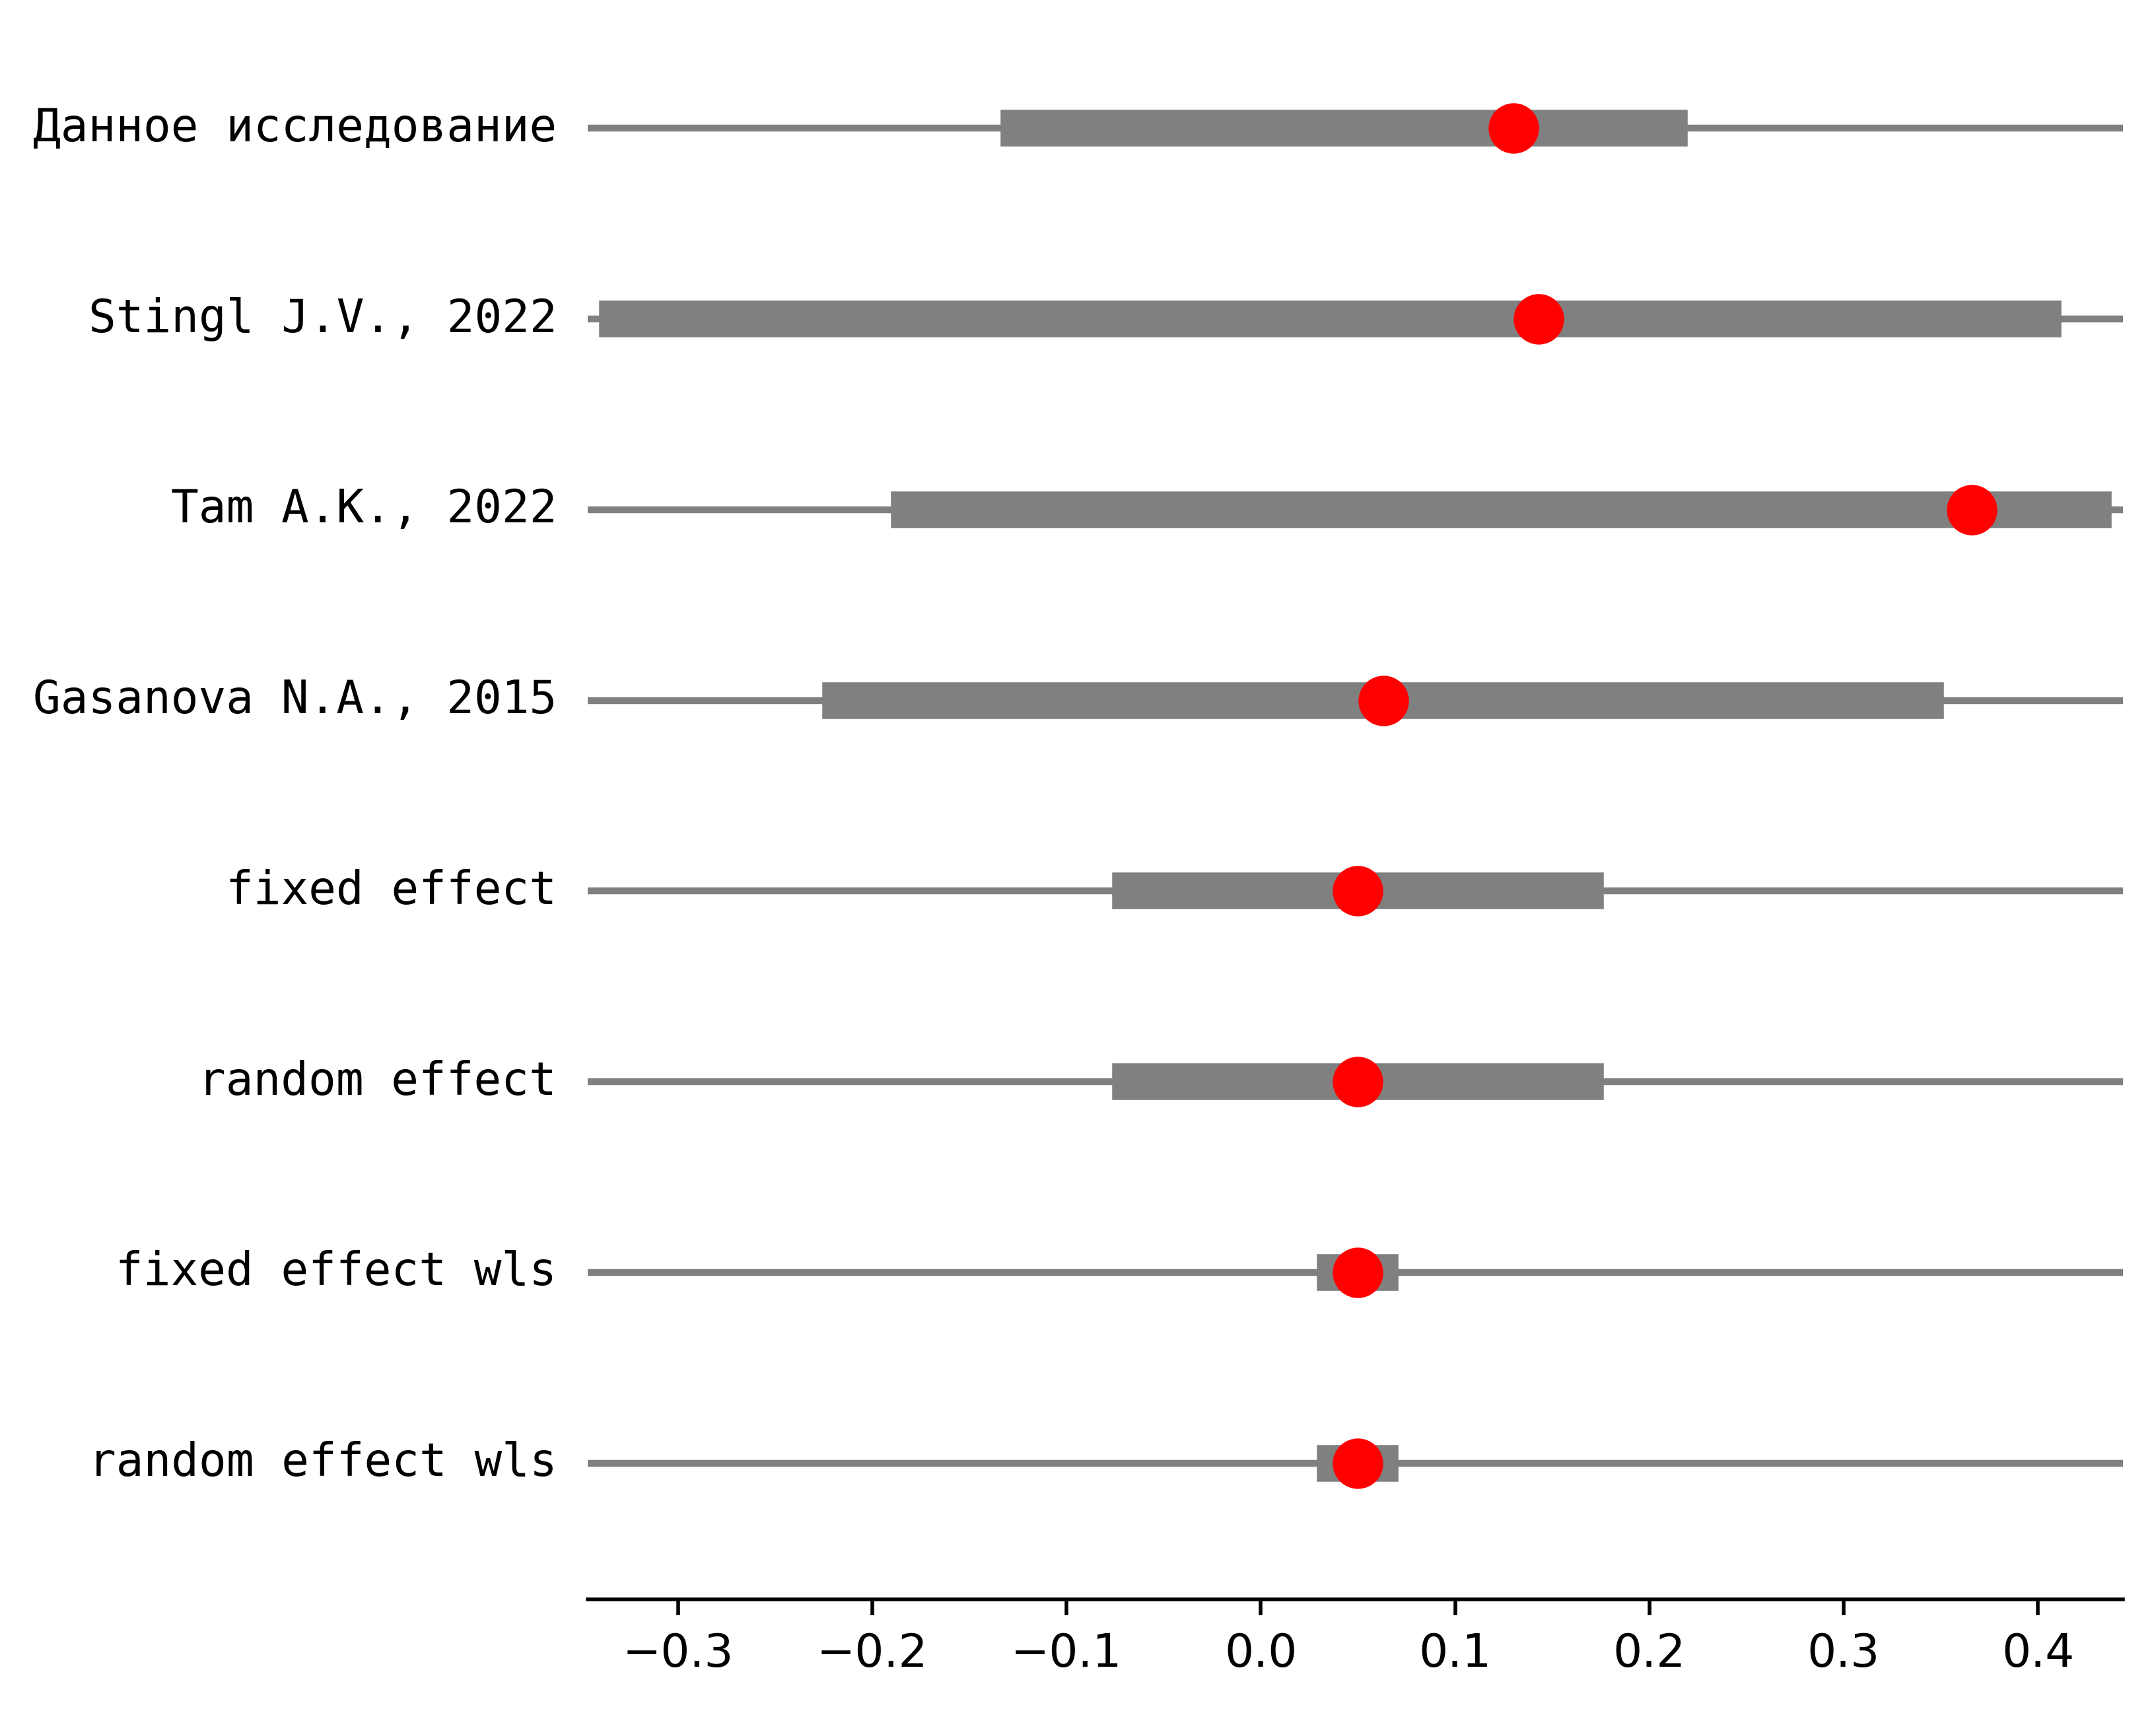 Данное исследование
Stingl J.V., 2022
Tam A.K., 2022
Gasanova N.A., 2015
fixed effect
random effect
fixed effect wls
random effect wls
−0.3 −0.2 −0.1 0.0 0.1 0.2 0.3 0.4